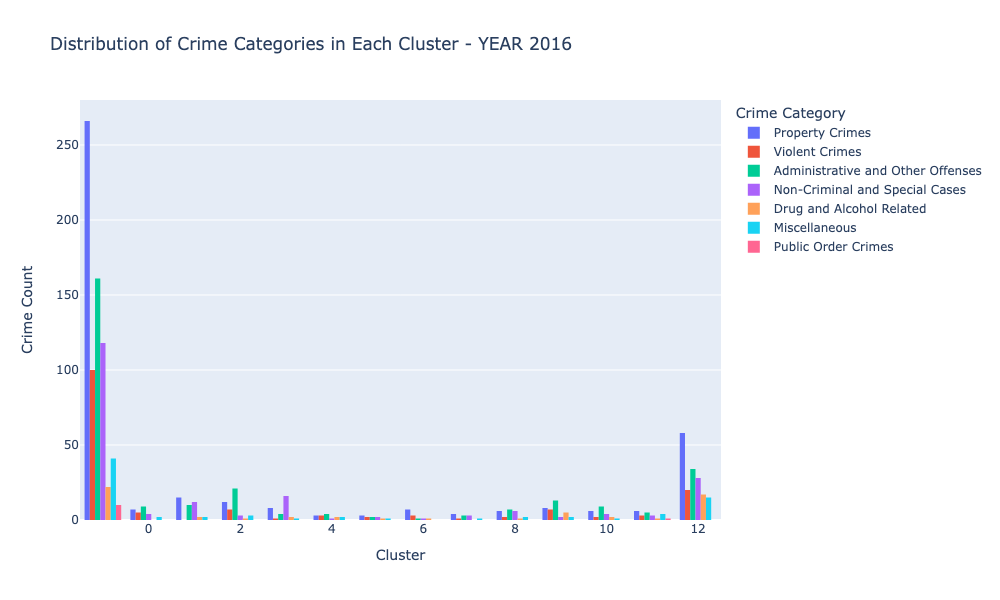 Distribution of Crime Categories in Each Cluster - YEAR 2016
Crime Category
Property Crimes
Violent Crimes
Administrative and Other Offenses
Non-Criminal and Special Cases
Drug and Alcohol Related
Miscellaneous
Public Order Crimes
Crime Count
250
200
150
100
50
0
0 2 4 6 8 10 12
Cluster